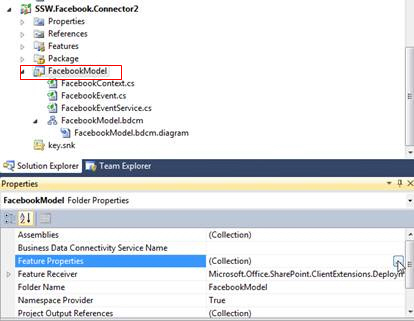 SSW.Facebook.Connector2
Properties
References
Features
Package
FacebookModel
FacebookContext.cs
FacebookEvent.cs
FacebookEventService.cs
FacebookModel.bdcm
FacebookModel.bdcm.diagram
key.snk
Solution Explorer Team Explorer
Properties
FacebookModel Folder Properties
Assemblies (Collection)
Business Data Connectivity Service Name
Feature Properties (Collection)
Feature Receiver Microsoft.Office.SharePoint.ClientExtensions.Deploym
Folder Name FacebookModel
Namespace Provider True
Project Output References (Collection)